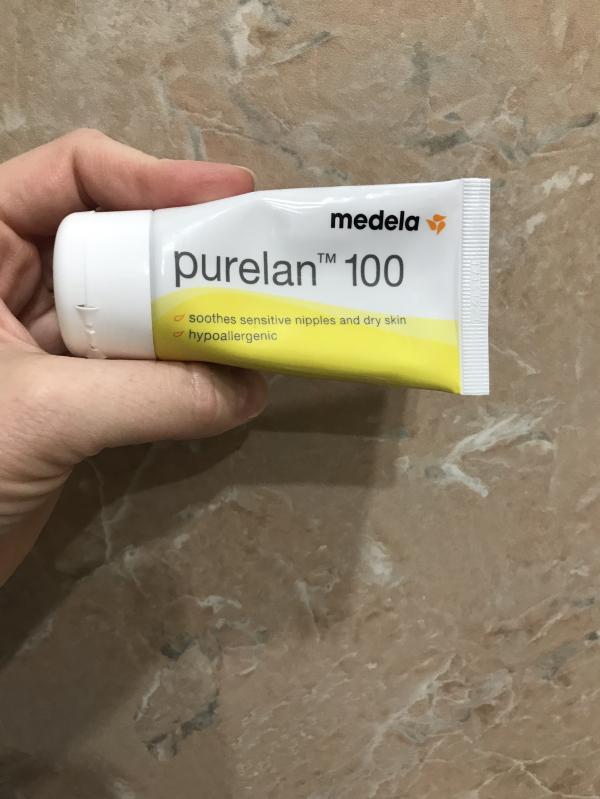 medela
purelan™ 100
soothes sensitive nipples and dry skin
hypoallergenic